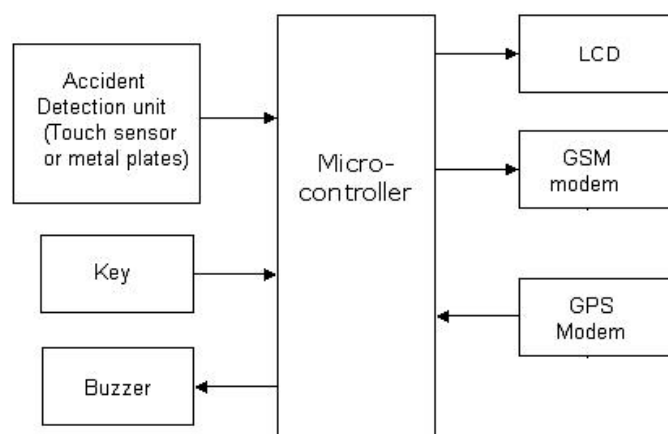 Accident
Detection unit
(Touch sensor
or metal plates)
Key
Buzzer
Micro-
controller
LCD
GSM
modem
GPS
Modem